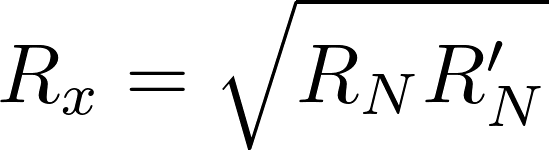 $R_x = \sqrt{R_N R'_N}$